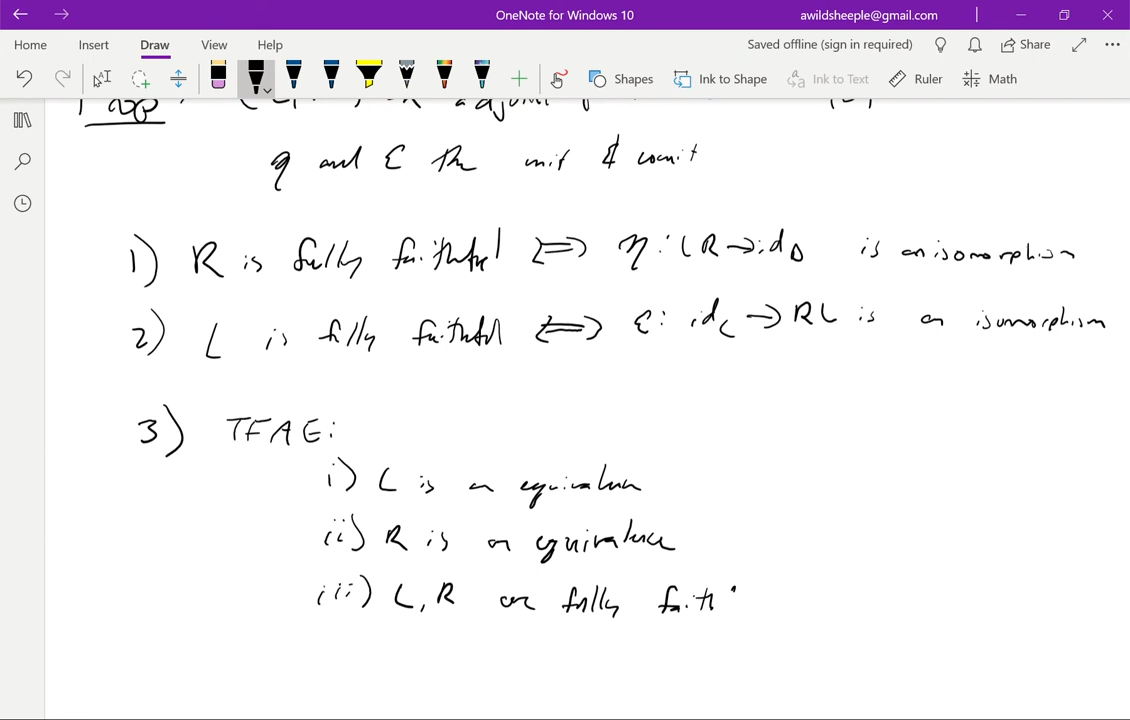 OneNote for Windows 10
awildsheeple@gmail.com
Home Insert Draw View Help
Saved offline (sign in required) Share
Shapes Ink to Shape Ink to Text Ruler Math
η and ε the unit & counit
1) R is fully faithful ⟺ η: LR → id_D is an isomorphism
2) L is fully faithful ⟺ ε: id_C → RL is an isomorphism
3) TFAE:
i) L is an equivalence
ii) R is an equivalence
iii) L, R are fully faith